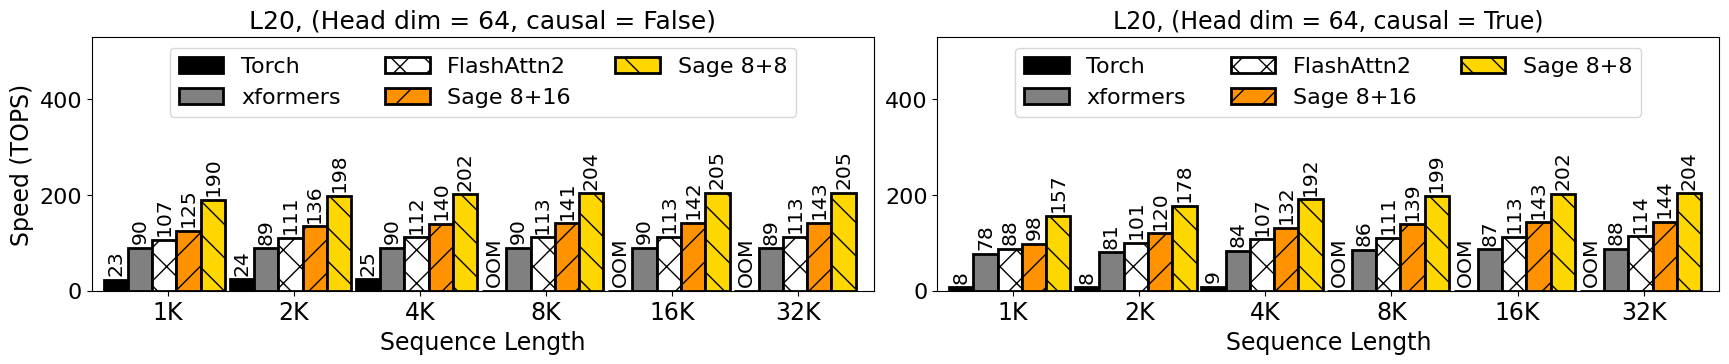 L20, (Head dim = 64, causal = False)
Speed (TOPS)
400
200
0
Torch
xformers
FlashAttn2
Sage 8+16
Sage 8+8
23 90 107 125 190
24 89 111 136 198
25 90 112 140 202
OOM 90 113 141 204
OOM 90 113 142 205
OOM 89 113 143 205
1K 2K 4K 8K 16K 32K
Sequence Length
L20, (Head dim = 64, causal = True)
400
200
0
Torch
xformers
FlashAttn2
Sage 8+16
Sage 8+8
8 78 88 98 157
8 81 101 120 178
9 84 107 132 192
OOM 86 111 139 199
OOM 87 113 143 202
OOM 88 114 144 204
1K 2K 4K 8K 16K 32K
Sequence Length